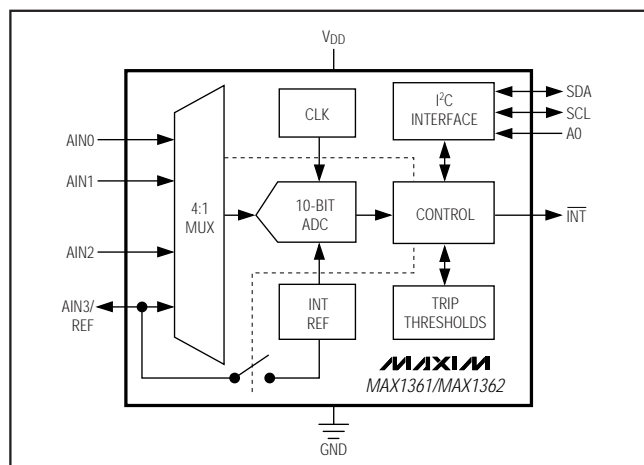 VDD
CLK
I²C
INTERFACE
SDA
SCL
A0
AIN0
AIN1
AIN2
AIN3/
REF
4:1
MUX
10-BIT
ADC
CONTROL
INT
INT
REF
TRIP
THRESHOLDS
MAXIM
MAX1361/MAX1362
GND